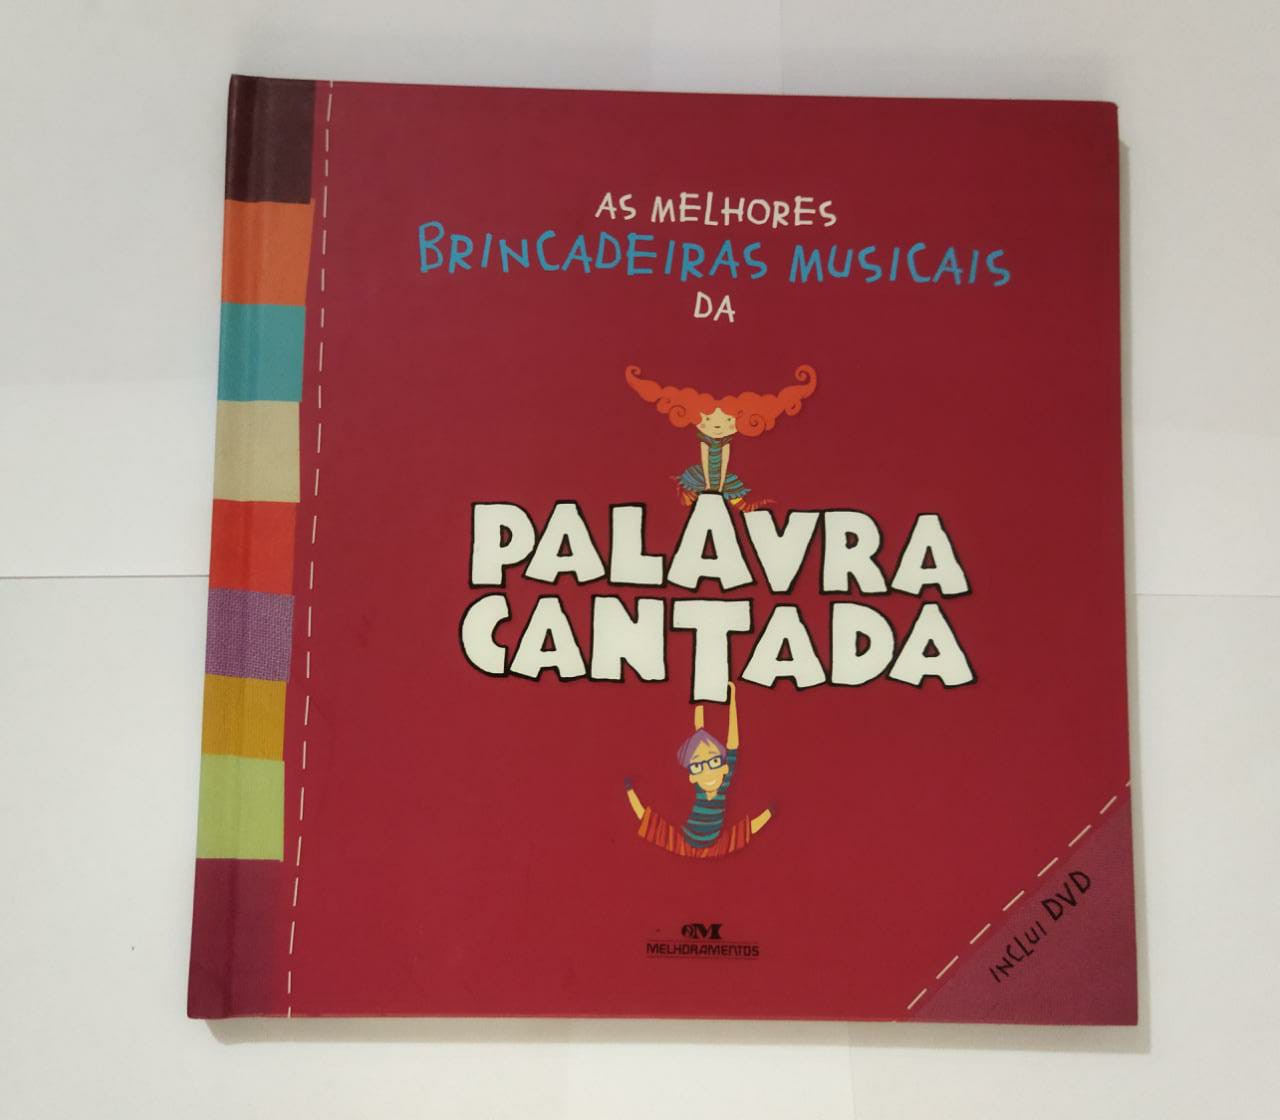 AS MELHORES
BRINCADEIRAS MUSICAIS
DA
PALAVRA
CANTADA
M
MELHORAMENTOS
INCLUI DVD